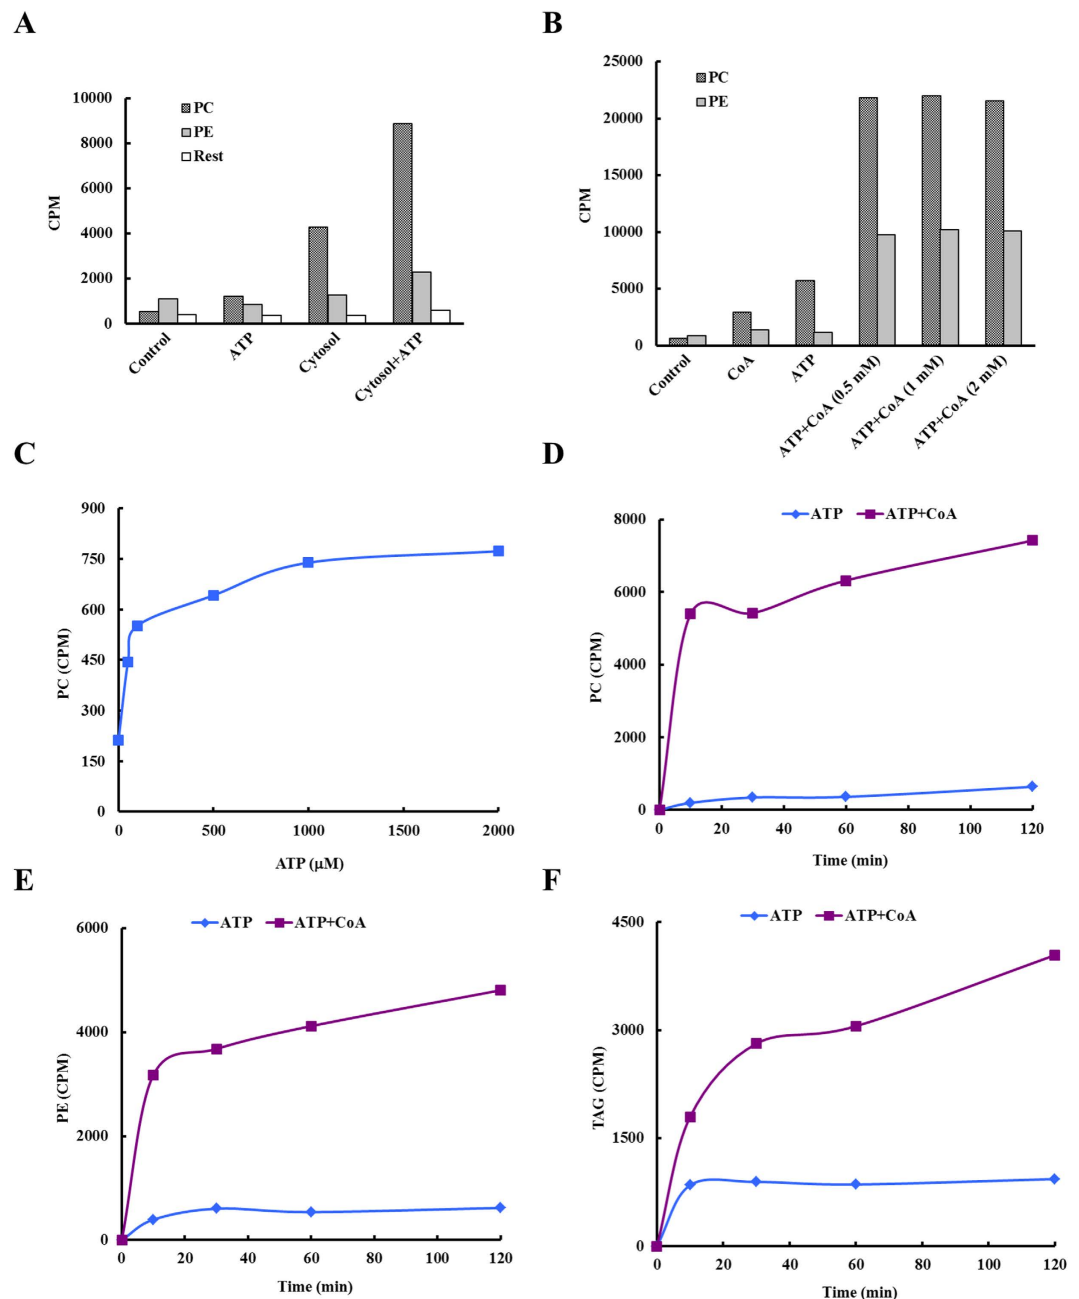 A
10000
8000
6000
4000
2000
0
CPM
PC
PE
Rest
Control
ATP
Cytosol
Cytosol+ATP
B
25000
20000
15000
10000
5000
0
CPM
PC
PE
Control
CoA
ATP
ATP+CoA (0.5 mM)
ATP+CoA (1 mM)
ATP+CoA (2 mM)
C
900
750
600
450
300
150
0
PC (CPM)
0 500 1000 1500 2000
ATP (µM)
D
ATP ATP+CoA
8000
6000
4000
2000
0
PC (CPM)
0 20 40 60 80 100 120
Time (min)
E
ATP ATP+CoA
6000
4000
2000
0
PE (CPM)
0 20 40 60 80 100 120
Time (min)
F
ATP ATP+CoA
4500
3000
1500
0
TAG (CPM)
0 20 40 60 80 100 120
Time (min)